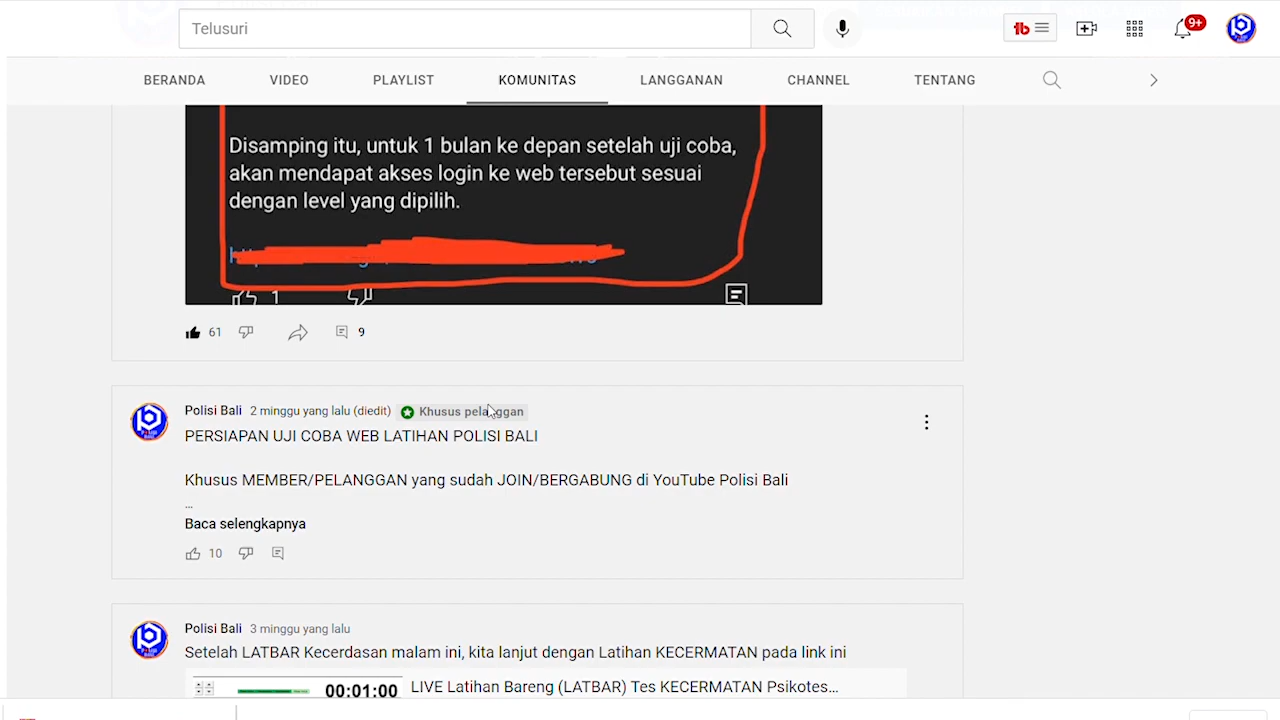 Telusuri
9+
BERANDA
VIDEO
PLAYLIST
KOMUNITAS
LANGGANAN
CHANNEL
TENTANG
Disamping itu, untuk 1 bulan ke depan setelah uji coba,
akan mendapat akses login ke web tersebut sesuai
dengan level yang dipilih.
1
61
9
Polisi Bali 2 minggu yang lalu (diedit) Khusus pelanggan
PERSIAPAN UJI COBA WEB LATIHAN POLISI BALI
Khusus MEMBER/PELANGGAN yang sudah JOIN/BERGABUNG di YouTube Polisi Bali
...
Baca selengkapnya
10
Polisi Bali 3 minggu yang lalu
Setelah LATBAR Kecerdasan malam ini, kita lanjut dengan Latihan KECERMATAN pada link ini
00:01:00
LIVE Latihan Bareng (LATBAR) Tes KECERMATAN Psikotes...